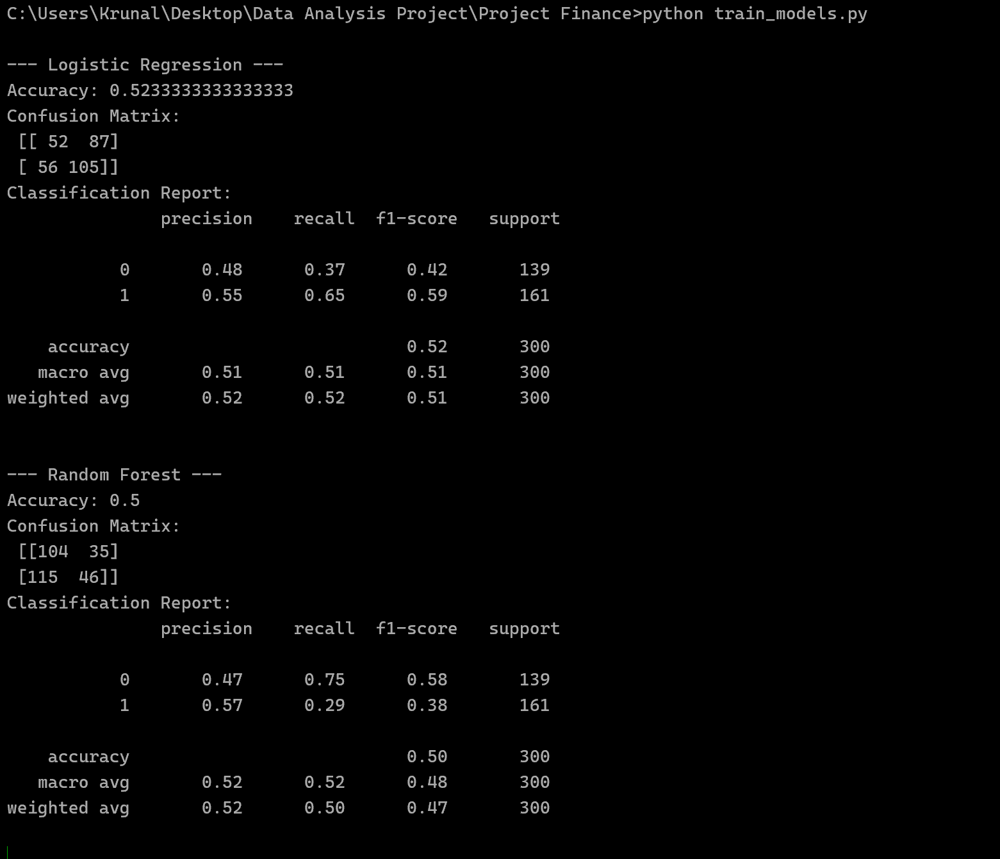 C:\Users\Krunal\Desktop\Data Analysis Project\Project Finance>python train_models.py
--- Logistic Regression ---
Accuracy: 0.5233333333333333
Confusion Matrix:
[[ 52  87]
[ 56 105]]
Classification Report:
precision    recall  f1-score   support
0       0.48      0.37      0.42       139
1       0.55      0.65      0.59       161
accuracy                           0.52       300
macro avg       0.51      0.51      0.51       300
weighted avg       0.52      0.52      0.51       300
--- Random Forest ---
Accuracy: 0.5
Confusion Matrix:
[[104  35]
[115  46]]
Classification Report:
precision    recall  f1-score   support
0       0.47      0.75      0.58       139
1       0.57      0.29      0.38       161
accuracy                           0.50       300
macro avg       0.52      0.52      0.48       300
weighted avg       0.52      0.50      0.47       300